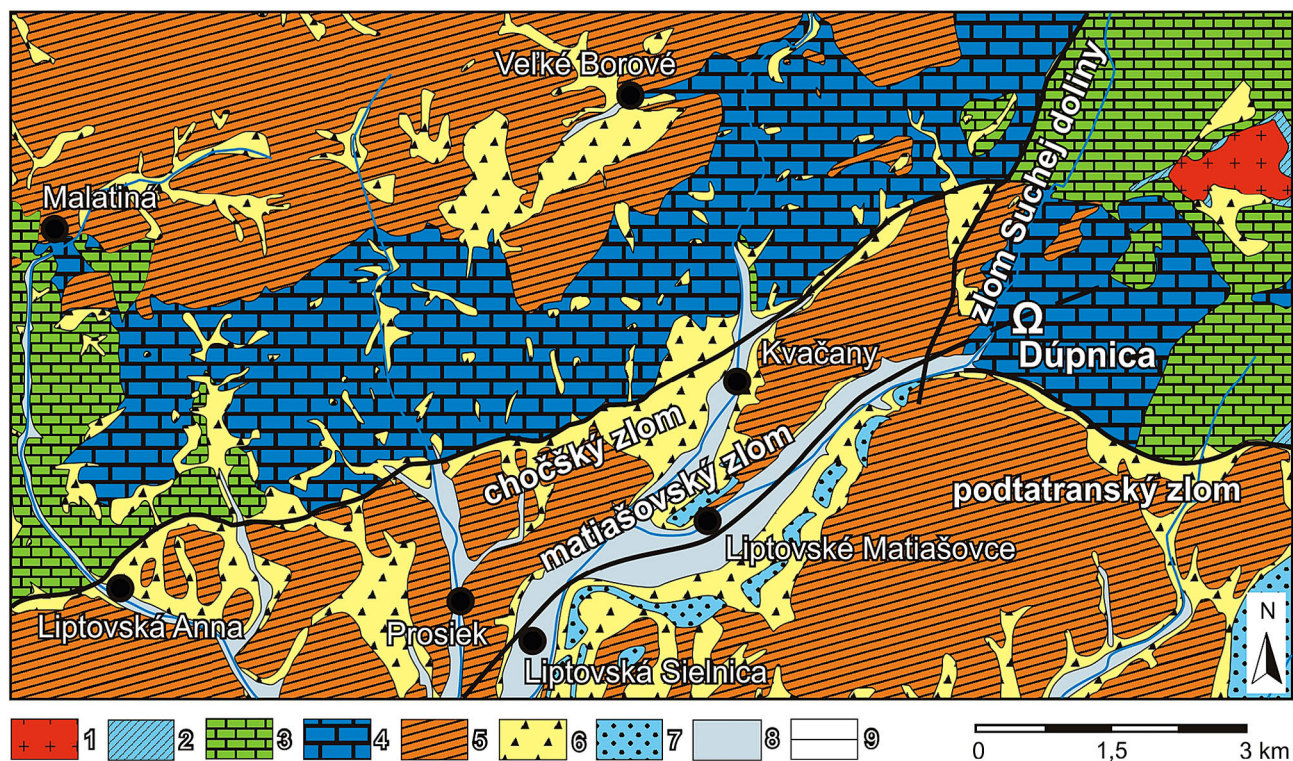 Veľké Borové
zlom Suchej doliny
Malatiná
Ω
Dúpnica
Kvačany
chočšký zlom
matiašovský zlom
podtatranský zlom
Liptovské Matiašovce
Liptovská Anna
Prosiek
Liptovská Sielnica
N
1 2 3 4 5 6 7 8 9
0 1,5 3 km